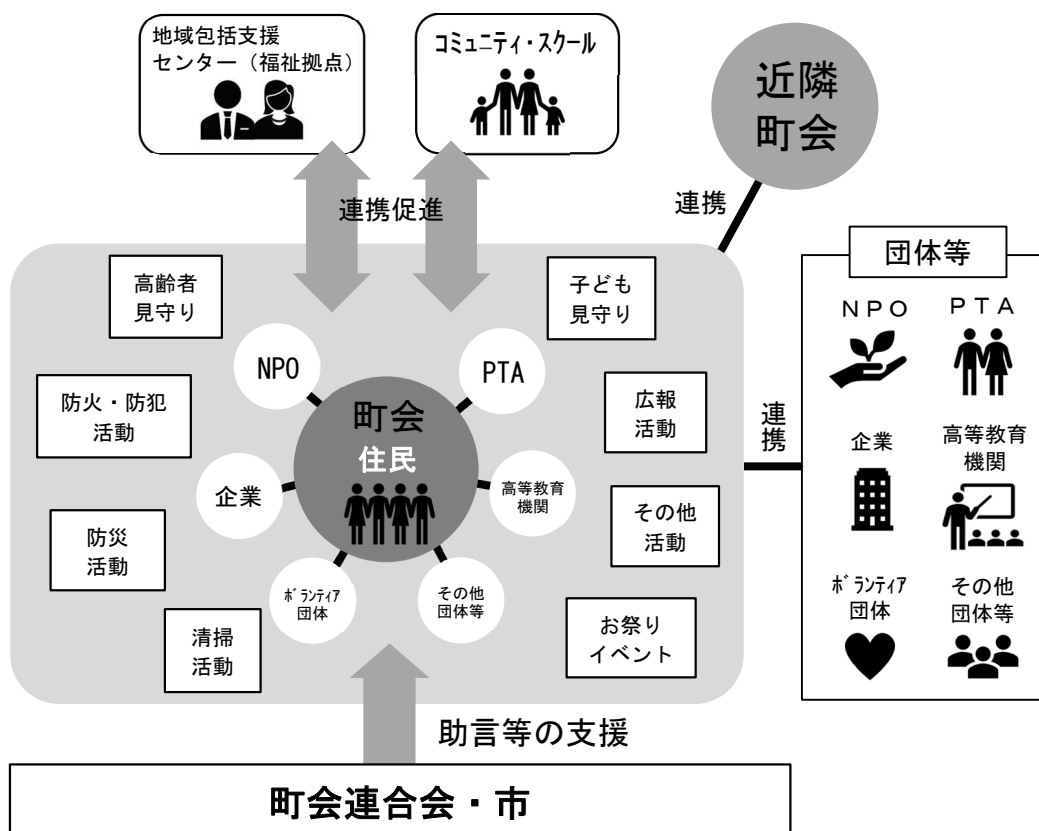 地域包括支援
センター（福祉拠点）
コミュニティ・スクール
近隣
町会
連携促進
連携
高齢者
見守り
子ども
見守り
NPO
PTA
防火・防犯
活動
町会
住民
広報
活動
企業
高等教育
機関
防災
活動
その他
活動
ボランティア
団体
その他
団体等
清掃
活動
お祭り
イベント
連携
団体等
ＮＰＯ
ＰＴＡ
企業
高等教育
機関
ボランティア
団体
その他
団体等
助言等の支援
町会連合会・市